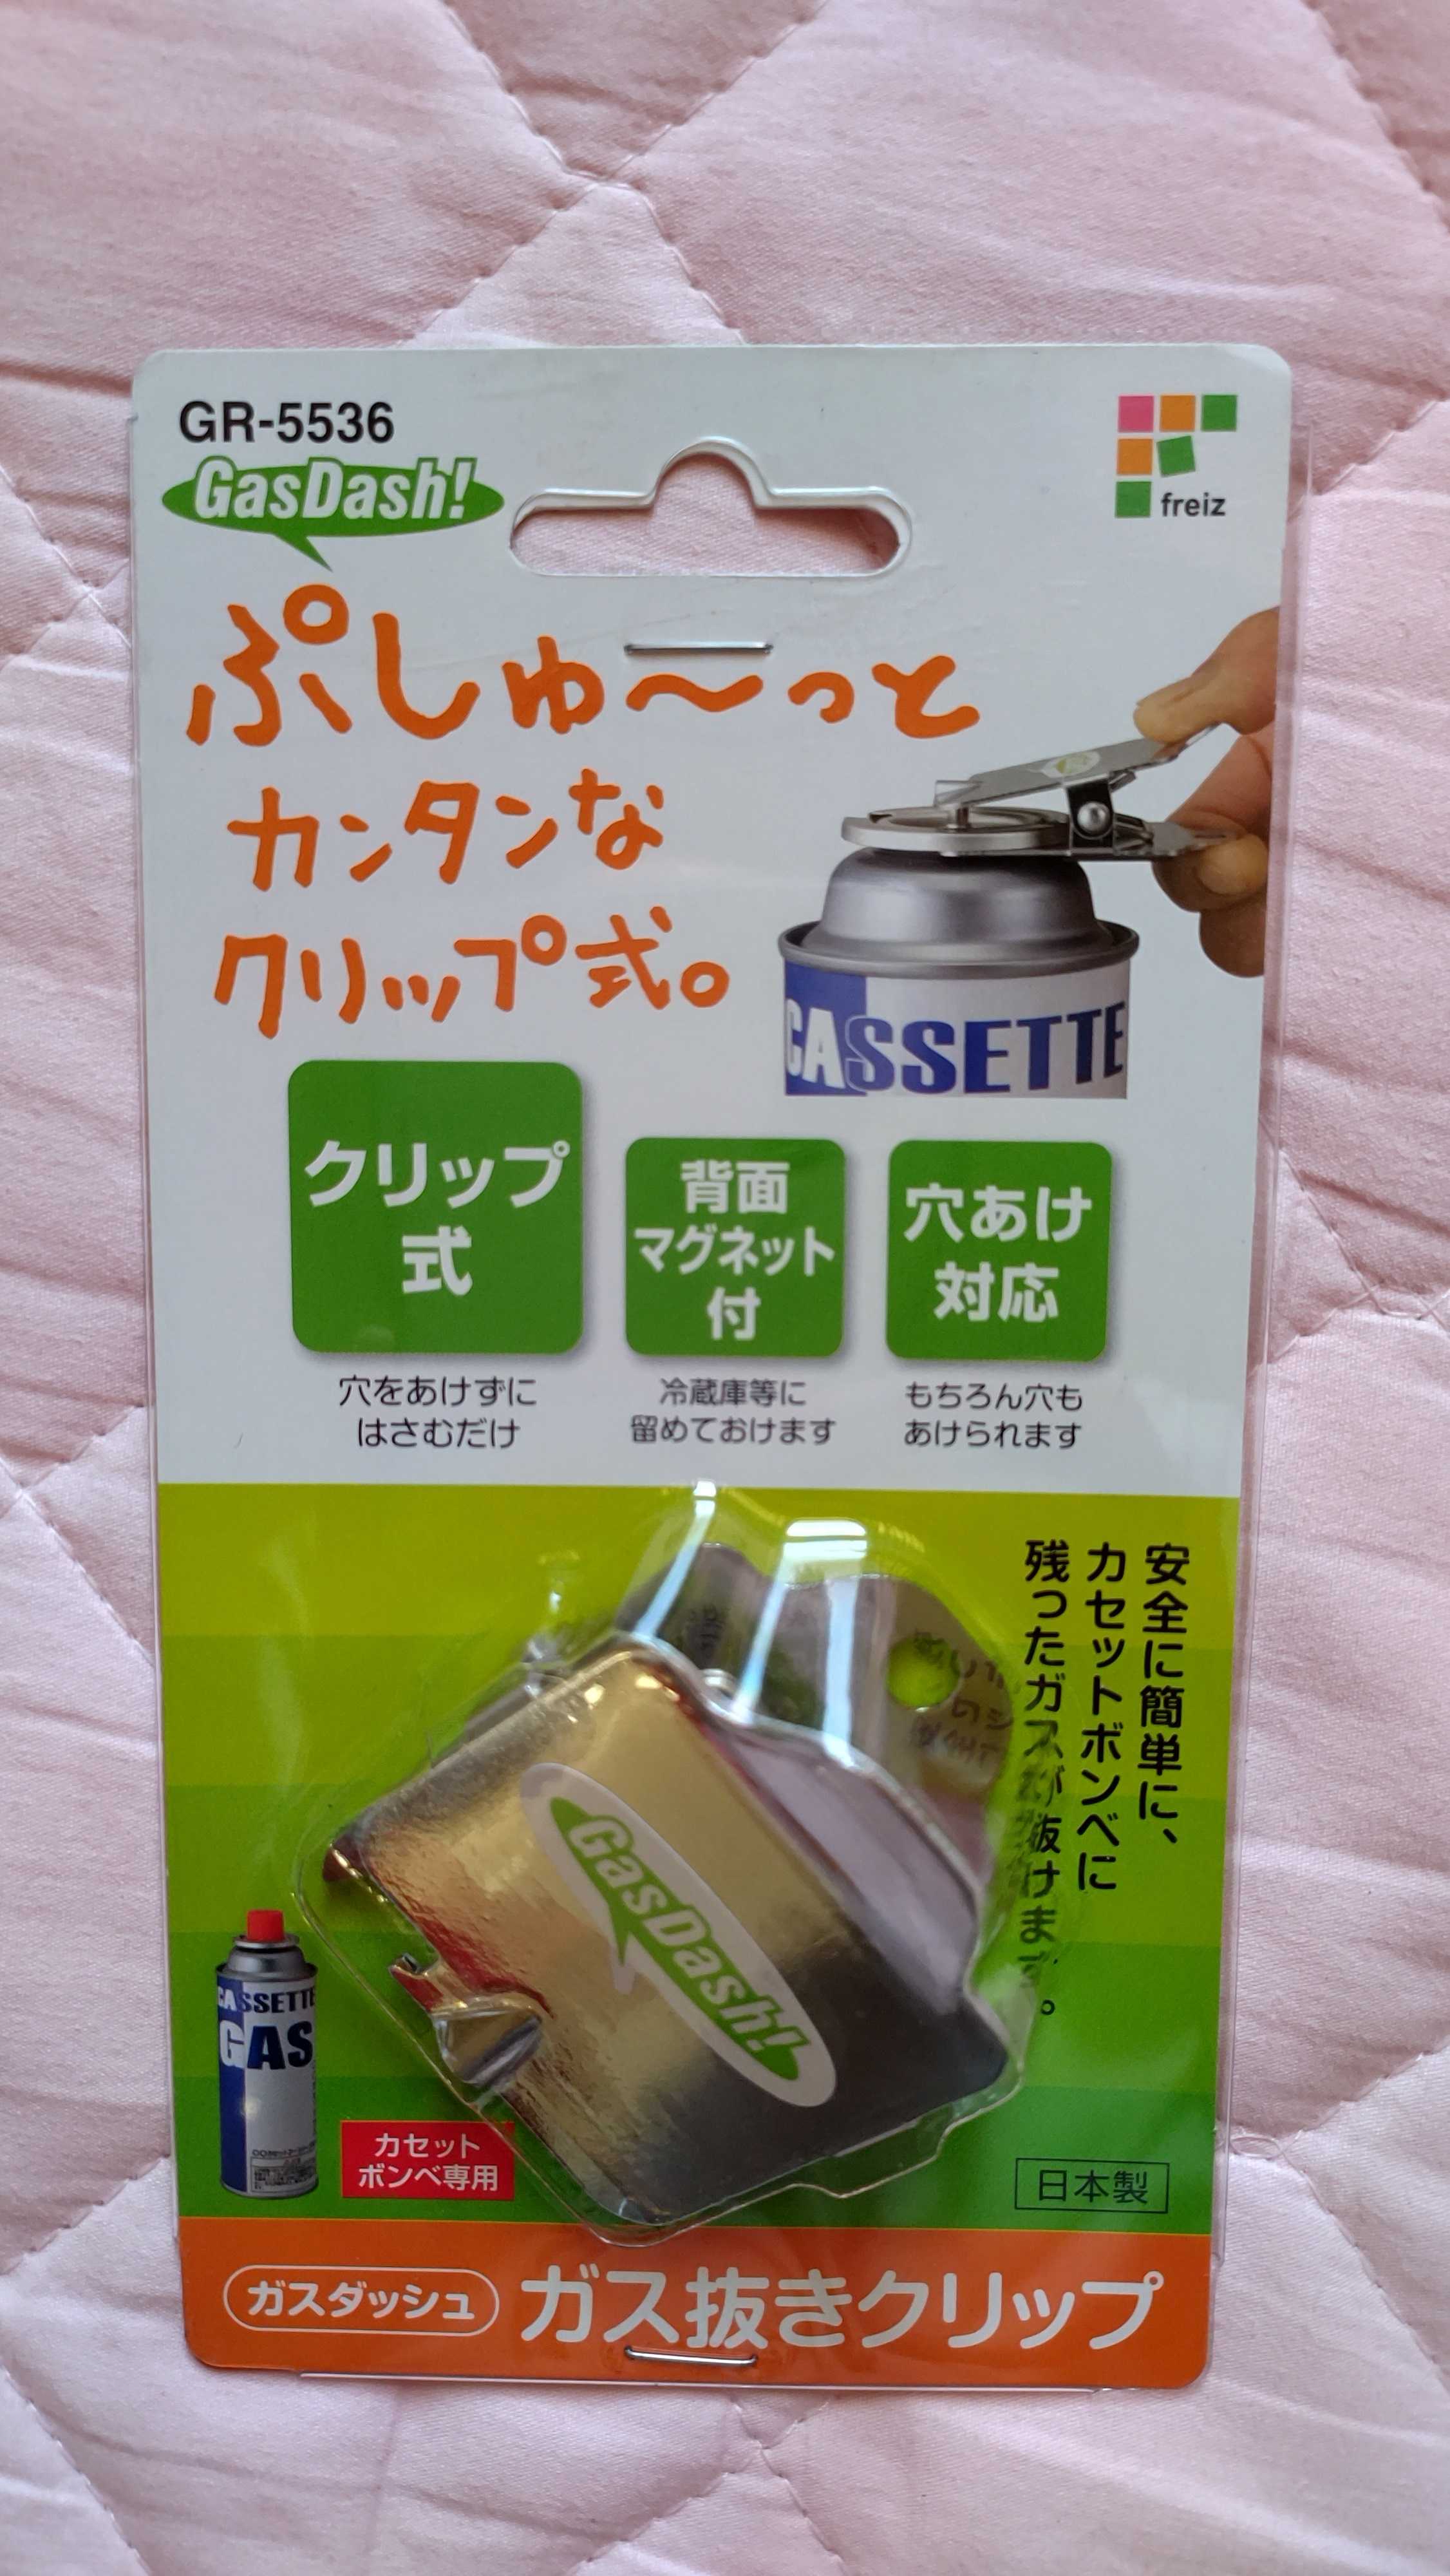 GR-5536
GasDash!
freiz
ぷしゅ〜っと
カンタンな
クリップ式。
CASSETTE
クリップ
式
穴をあけずに
はさむだけ
背面
マグネット
付
冷蔵庫等に
留めておけます
穴あけ
対応
もちろん穴も
あけられます
安全に簡単に、
カセットボンベに
残ったガスが抜けます。
GasDash!
CASSETTE
GAS
カセット
ボンベ専用
日本製
ガスダッシュ
ガス抜きクリップ